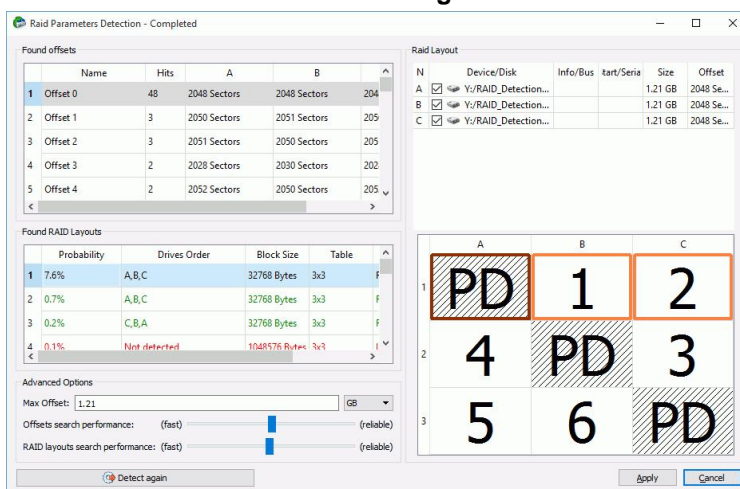 Raid Parameters Detection - Completed
Found offsets
Name Hits A B
1 Offset 0 48 2048 Sectors 2048 Sectors 204
2 Offset 1 3 2050 Sectors 2051 Sectors 205
3 Offset 2 3 2051 Sectors 2050 Sectors 205
4 Offset 3 2 2028 Sectors 2030 Sectors 202
5 Offset 4 2 2052 Sectors 2050 Sectors 205
Found RAID Layouts
Probability Drives Order Block Size Table
1 7.6% A,B,C 32768 Bytes 3x3
2 0.7% A,B,C 32768 Bytes 3x3
3 0.2% C,B,A 32768 Bytes 3x3
4 0.1% Not detected 1048576 Bytes 3x3
Advanced Options
Max Offset: 1.21 GB
Offsets search performance: (fast) (reliable)
RAID layouts search performance: (fast) (reliable)
Detect again
Raid Layout
N Device/Disk Info/Bus tart/Seria Size Offset
A Y:/RAID_Detection... 1.21 GB 2048 Se...
B Y:/RAID_Detection... 1.21 GB 2048 Se...
C Y:/RAID_Detection... 1.21 GB 2048 Se...
A B C
1 PD 1 2
2 4 PD 3
3 5 6 PD
Apply Cancel